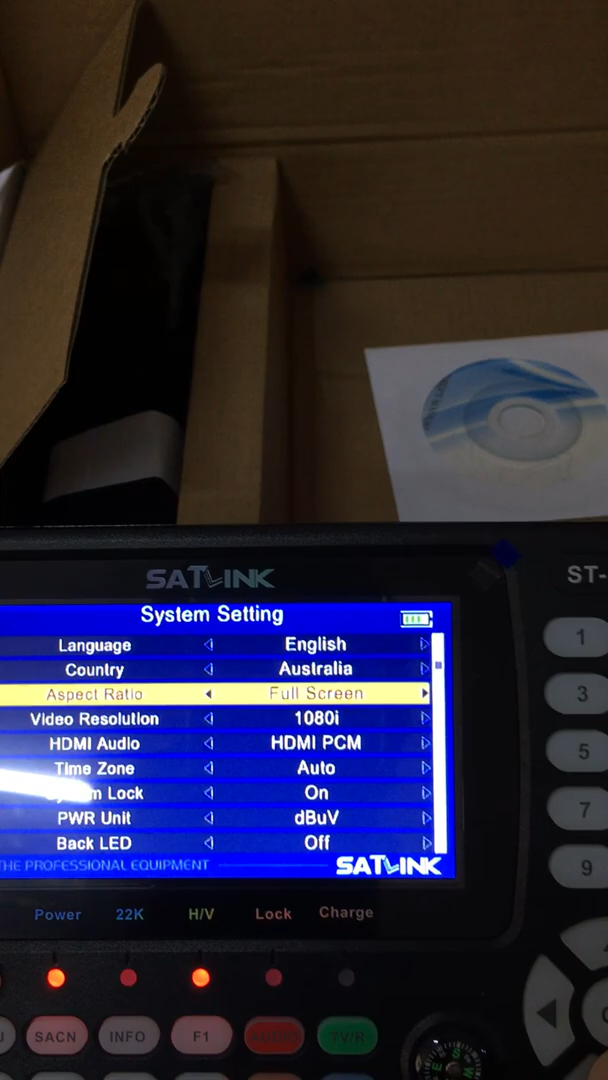 SATLINK
ST-
System Setting
Language English
Country Australia
Aspect Ratio Full Screen
Video Resolution 1080i
HDMI Audio HDMI PCM
Time Zone Auto
Lock On
PWR Unit dBuV
Back LED Off
THE PROFESSIONAL EQUIPMENT SATLINK
1
3
5
7
9
Power 22K H/V Lock Charge
SACN INFO F1 AUDIO TV/R
E S W